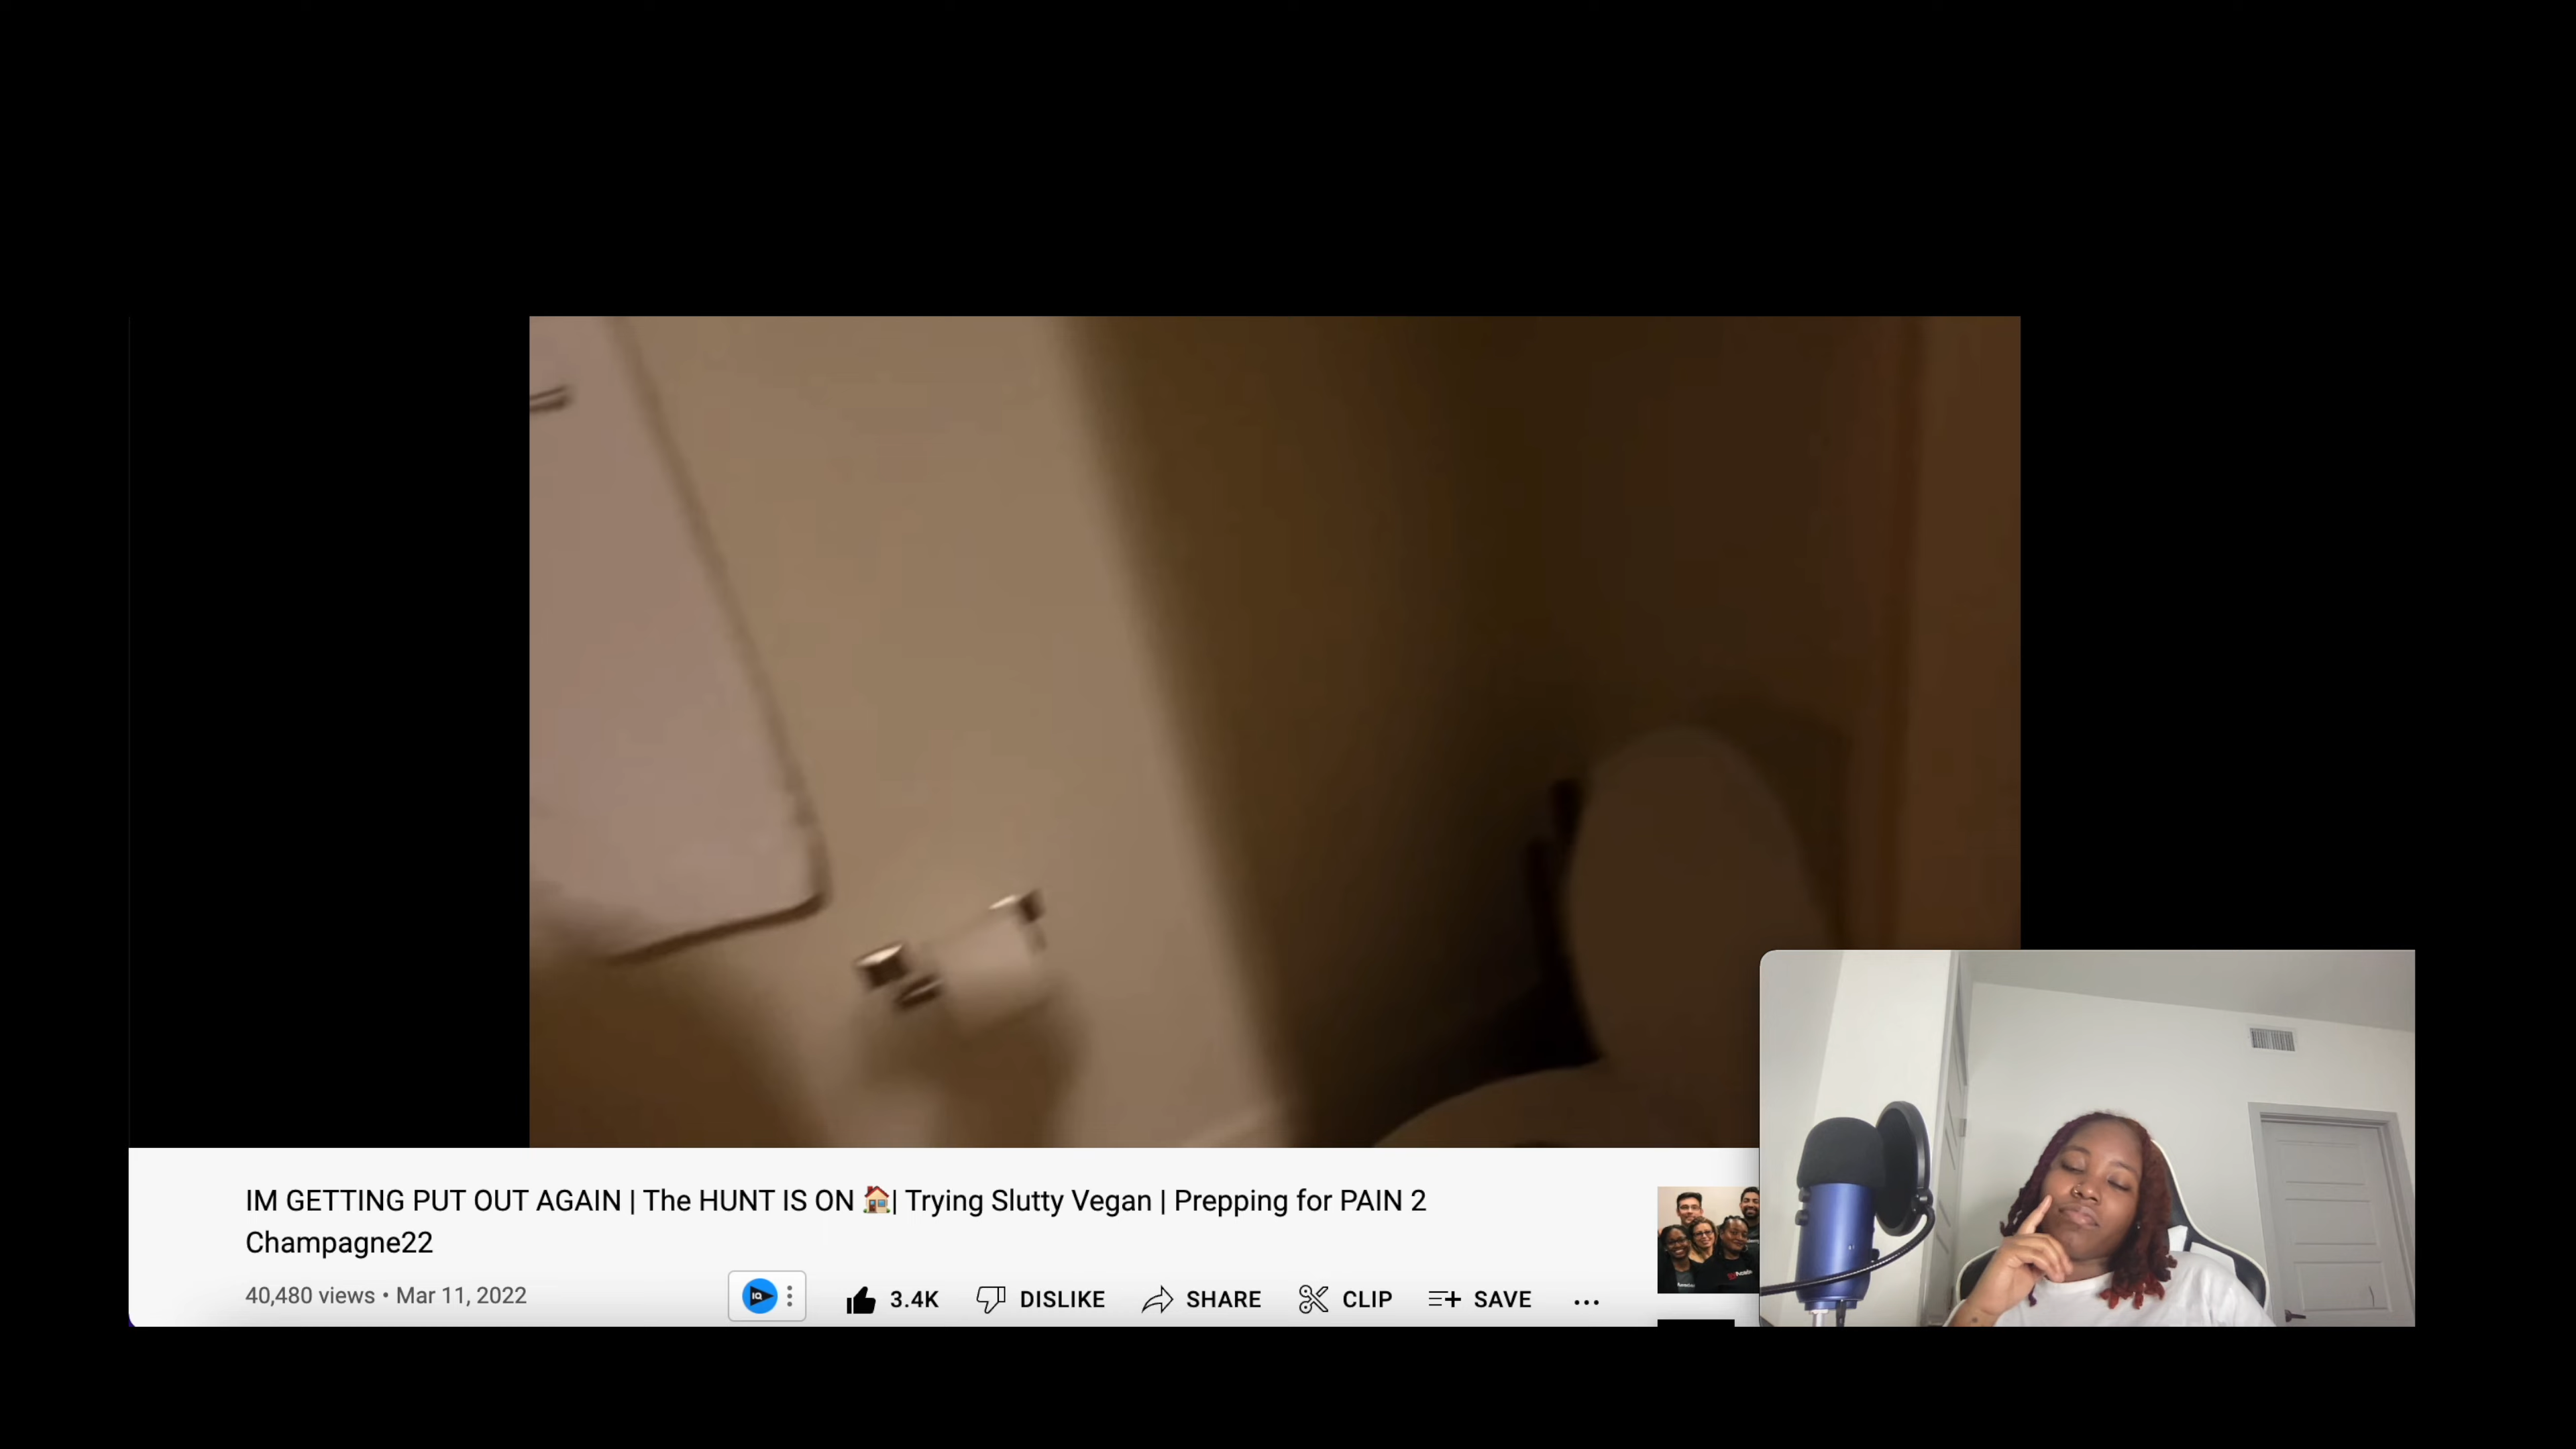 IM GETTING PUT OUT AGAIN | The HUNT IS ON 🏠| Trying Slutty Vegan | Prepping for PAIN 2
Champagne22
40,480 views • Mar 11, 2022
IQ
3.4K
DISLIKE
SHARE
CLIP
SAVE